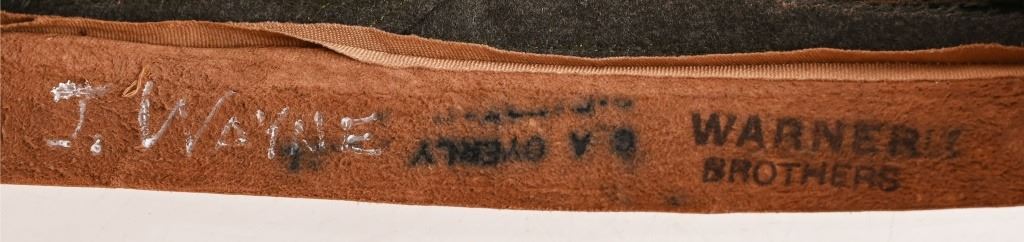 J. WAYNE
C A OVERLY
WARNER
BROTHERS